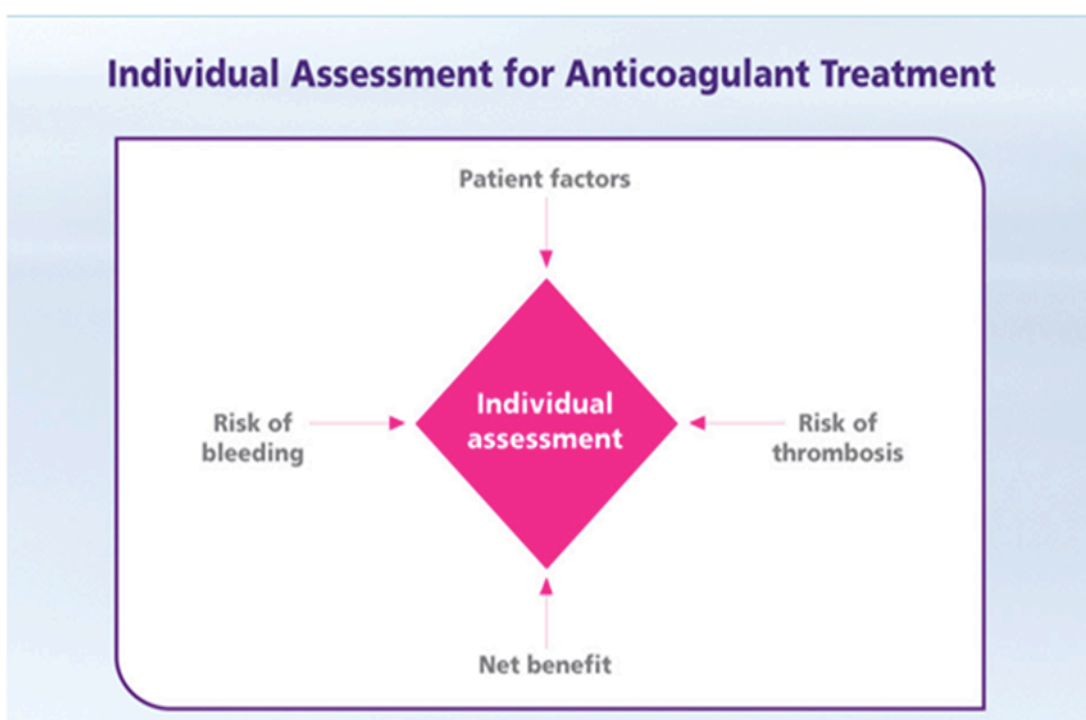 Individual Assessment for Anticoagulant Treatment
Patient factors
Risk of
bleeding
Individual
assessment
Risk of
thrombosis
Net benefit